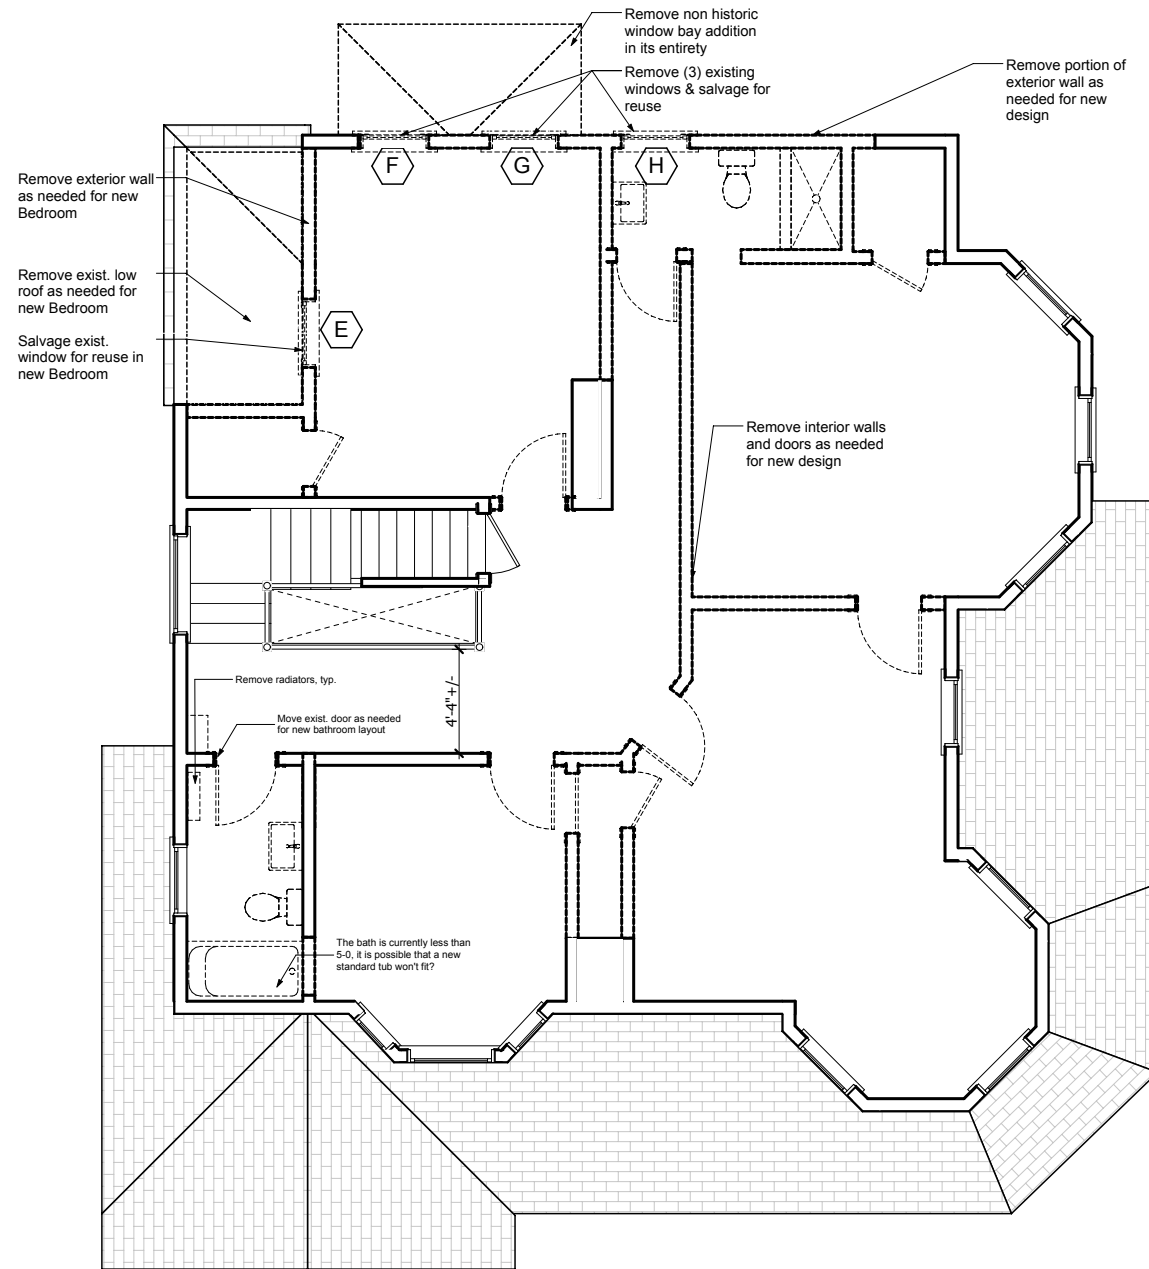 Remove non historic
window bay addition
in its entirety
Remove (3) existing
windows & salvage for
reuse
Remove portion of
exterior wall as
needed for new
design
F
G
H
Remove exterior wall
as needed for new
Bedroom
Remove exist. low
roof as needed for
new Bedroom
E
Salvage exist.
window for reuse in
new Bedroom
Remove interior walls
and doors as needed
for new design
Remove radiators, typ.
4'-4"+/-
Move exist. door as needed
for new bathroom layout
The bath is currently less than
5-0, it is possible that a new
standard tub won't fit?